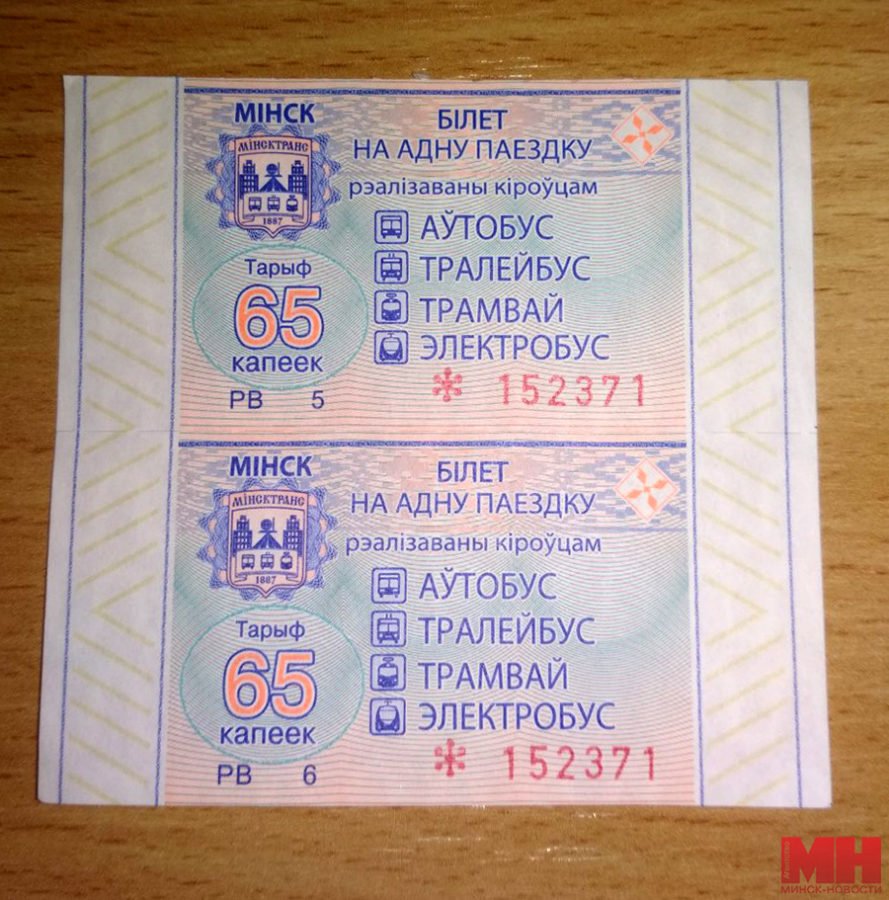 МІНСК
МІНСКТРАНС
1887
БІЛЕТ
НА АДНУ ПАЕЗДКУ
рэалізаваны кіроўцам
АЎТОБУС
ТРАЛЕЙБУС
ТРАМВАЙ
ЭЛЕКТРОБУС
Тарыф
65
капеек
РВ 5
* 152371
МІНСК
МІНСКТРАНС
1887
БІЛЕТ
НА АДНУ ПАЕЗДКУ
рэалізаваны кіроўцам
АЎТОБУС
ТРАЛЕЙБУС
ТРАМВАЙ
ЭЛЕКТРОБУС
Тарыф
65
капеек
РВ 6
* 152371
Агентство
МН
МИНСК-НОВОСТИ